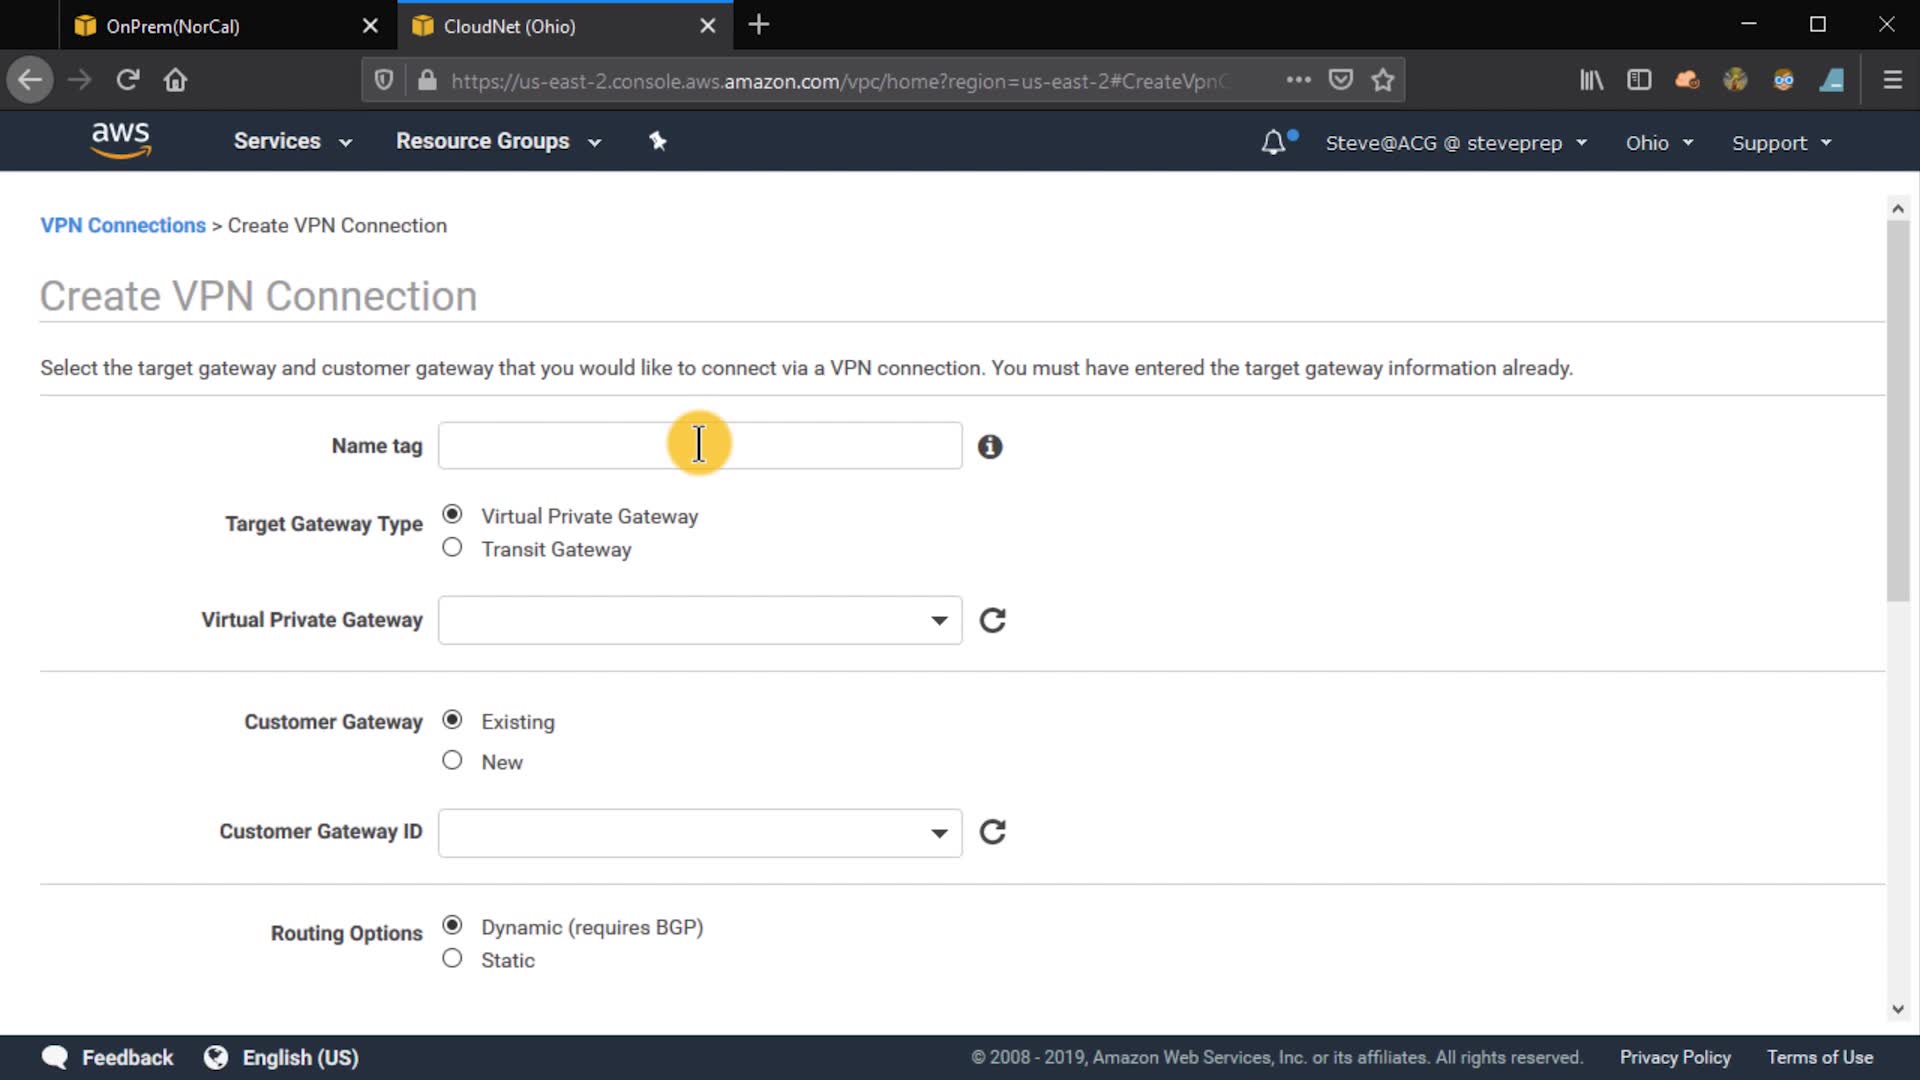 OnPrem(NorCal)
CloudNet (Ohio)
https://us-east-2.console.aws.amazon.com/vpc/home?region=us-east-2#CreateVpn
aws
Services
Resource Groups
Steve@ACG @ steveprep
Ohio
Support
VPN Connections > Create VPN Connection
Create VPN Connection
Select the target gateway and customer gateway that you would like to connect via a VPN connection. You must have entered the target gateway information already.
Name tag
Target Gateway Type
Virtual Private Gateway
Transit Gateway
Virtual Private Gateway
Customer Gateway
Existing
New
Customer Gateway ID
Routing Options
Dynamic (requires BGP)
Static
Feedback
English (US)
© 2008 - 2019, Amazon Web Services, Inc. or its affiliates. All rights reserved.
Privacy Policy
Terms of Use